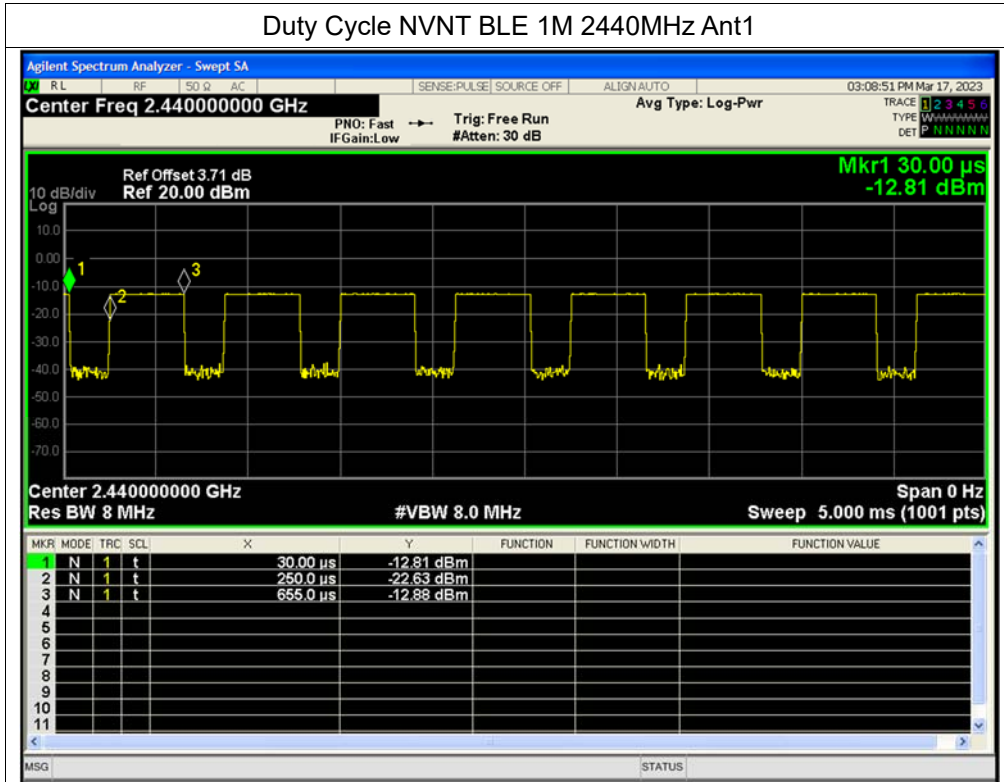 Duty Cycle NVNT BLE 1M 2440MHz Ant1
Agilent Spectrum Analyzer - Swept SA
LXI RL RF 50 Ω AC SENSE:PULSE SOURCE OFF ALIGNAUTO 03:08:51 PM Mar 17, 2023
Center Freq 2.440000000 GHz Avg Type: Log-Pwr TRACE 1 2 3 4 5 6
PNO: Fast Trig: Free Run TYPE WWWWWW
IFGain:Low #Atten: 30 dB DET P N N N N N
Mkr1 30.00 µs
Ref Offset 3.71 dB
10 dB/div Ref 20.00 dBm -12.81 dBm
Log
10.0
0.00
1
3
-10.0
2
-20.0
-30.0
-40.0
-50.0
-60.0
-70.0
Center 2.440000000 GHz Span 0 Hz
Res BW 8 MHz #VBW 8.0 MHz Sweep 5.000 ms (1001 pts)
MKR MODE TRC SCL X Y FUNCTION FUNCTION WIDTH FUNCTION VALUE
1 N 1 t 30.00 µs -12.81 dBm
2 N 1 t 250.0 µs -22.63 dBm
3 N 1 t 655.0 µs -12.88 dBm
4
5
6
7
8
9
10
11
MSG STATUS